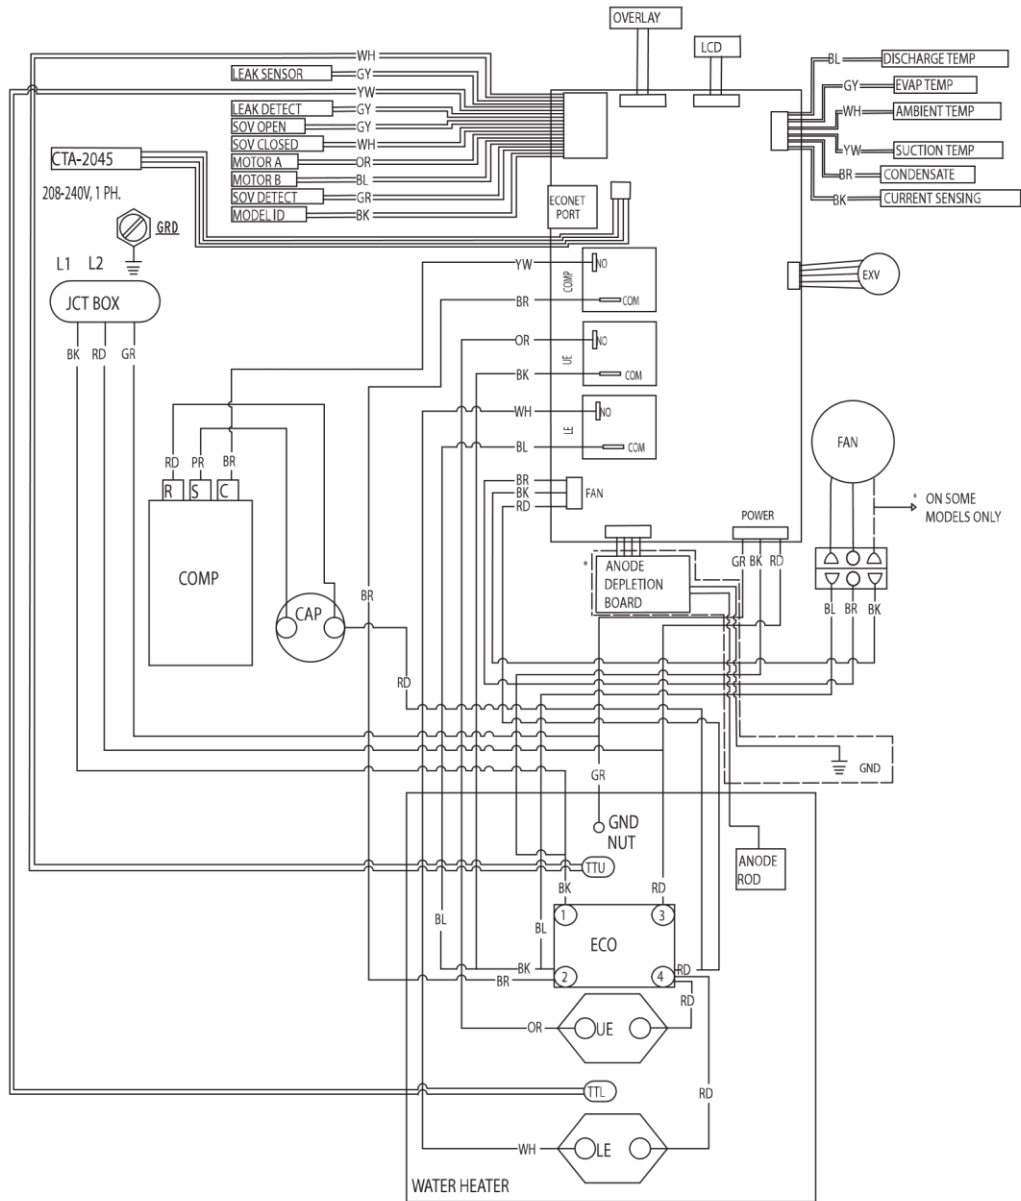 OVERLAY
LCD
WH
LEAK SENSOR
GY
YW
LEAK DETECT
GY
SOV OPEN
GY
SOV CLOSED
WH
MOTOR A
OR
MOTOR B
BL
SOV DETECT
GR
MODEL ID
BK
BL
DISCHARGE TEMP
GY
EVAP TEMP
WH
AMBIENT TEMP
YW
SUCTION TEMP
BR
CONDENSATE
BK
CURRENT SENSING
CTA-2045
208-240V, 1 PH.
GRD
L1 L2
JCT BOX
BK RD GR
ECONET
PORT
EXV
COMP
YW
NO
BR
COM
UE
OR
NO
BK
COM
LE
WH
NO
BL
COM
BR
BK
RD
FAN
FAN
* ON SOME
MODELS ONLY
POWER
GR BK RD
* ANODE
DEPLETION
BOARD
BL BR BK
RD PR BR
R S C
COMP
CAP
BR
RD
GND
GR
GND
NUT
ANODE
ROD
TTU
BK
RD
1
3
BL
BL
ECO
BK
2
4
RD
BR
RD
OR
UE
TTL
RD
WH
LE
WATER HEATER